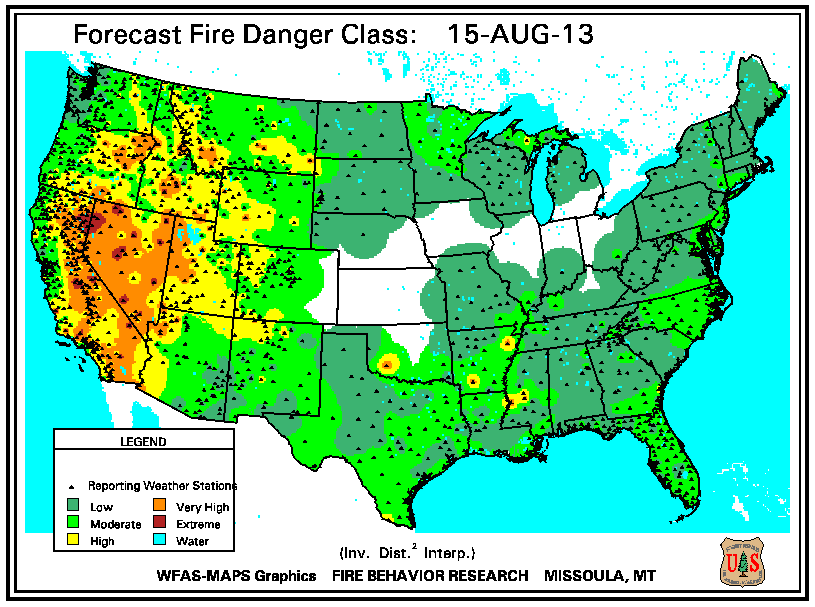 Forecast Fire Danger Class: 15-AUG-13
LEGEND
Reporting Weather Stations
Low
Very High
Moderate
Extreme
High
Water
(Inv. Dist.² Interp.)
WFAS-MAPS Graphics FIRE BEHAVIOR RESEARCH MISSOULA, MT
U S